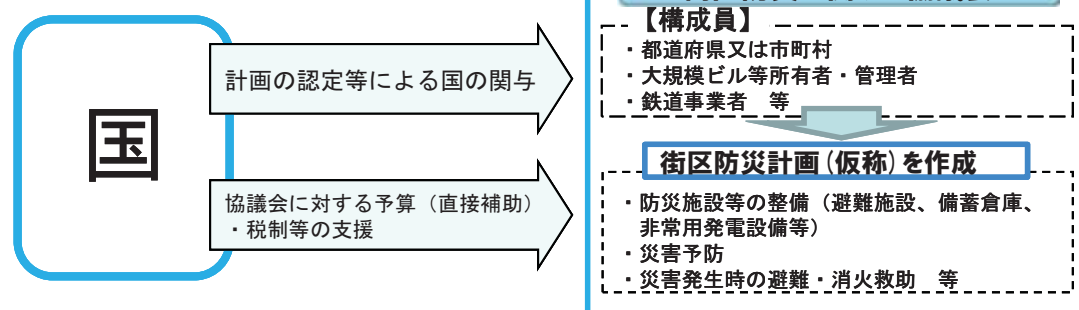 国
計画の認定等による国の関与
協議会に対する予算（直接補助）
・税制等の支援
【構成員】
・都道府県又は市町村
・大規模ビル等所有者・管理者
・鉄道事業者　等
街区防災計画（仮称）を作成
・防災施設等の整備（避難施設、備蓄倉庫、
非常用発電設備等）
・災害予防
・災害発生時の避難・消火救助　等